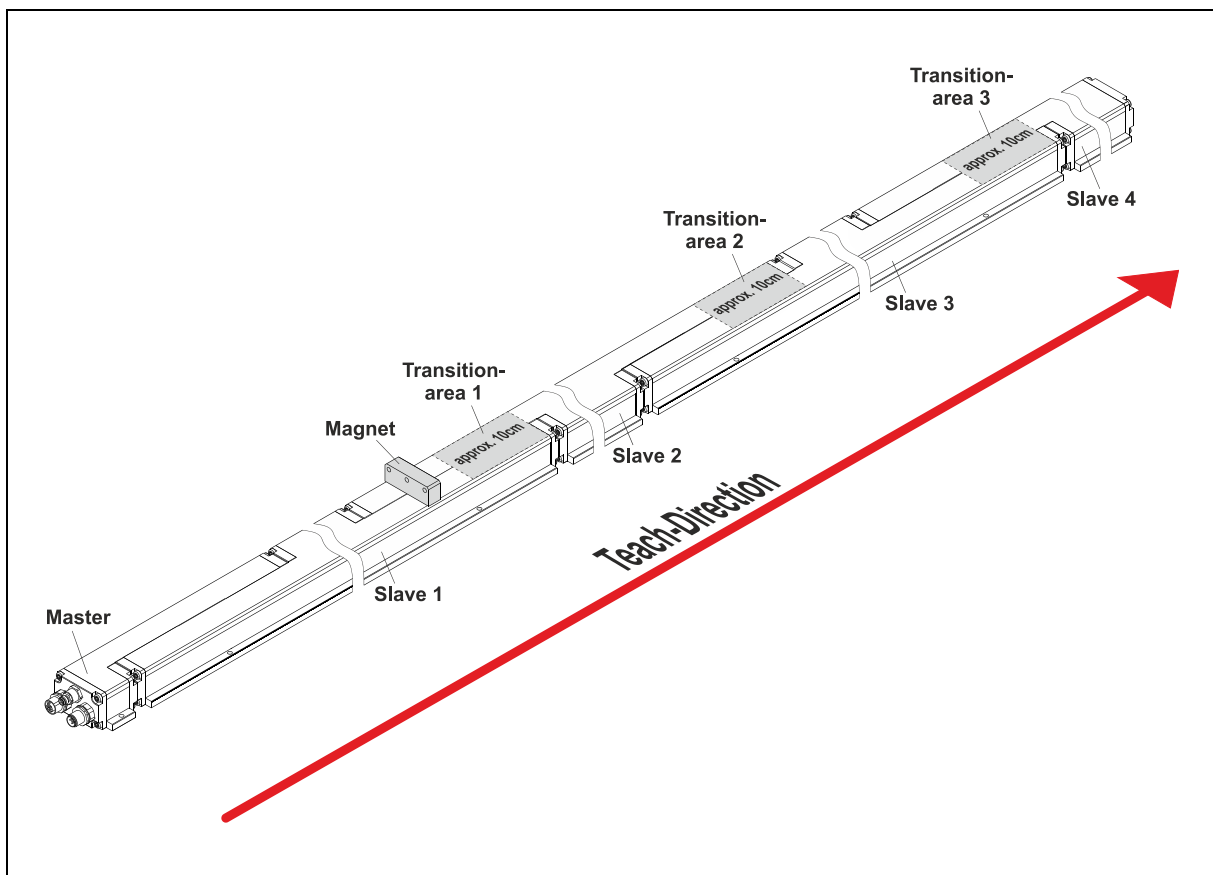 Transition-
area 3
approx. 10cm
Slave 4
Transition-
area 2
approx. 10cm
Slave 3
Transition-
area 1
approx. 10cm
Magnet
Slave 2
Teach-Direction
Slave 1
Master